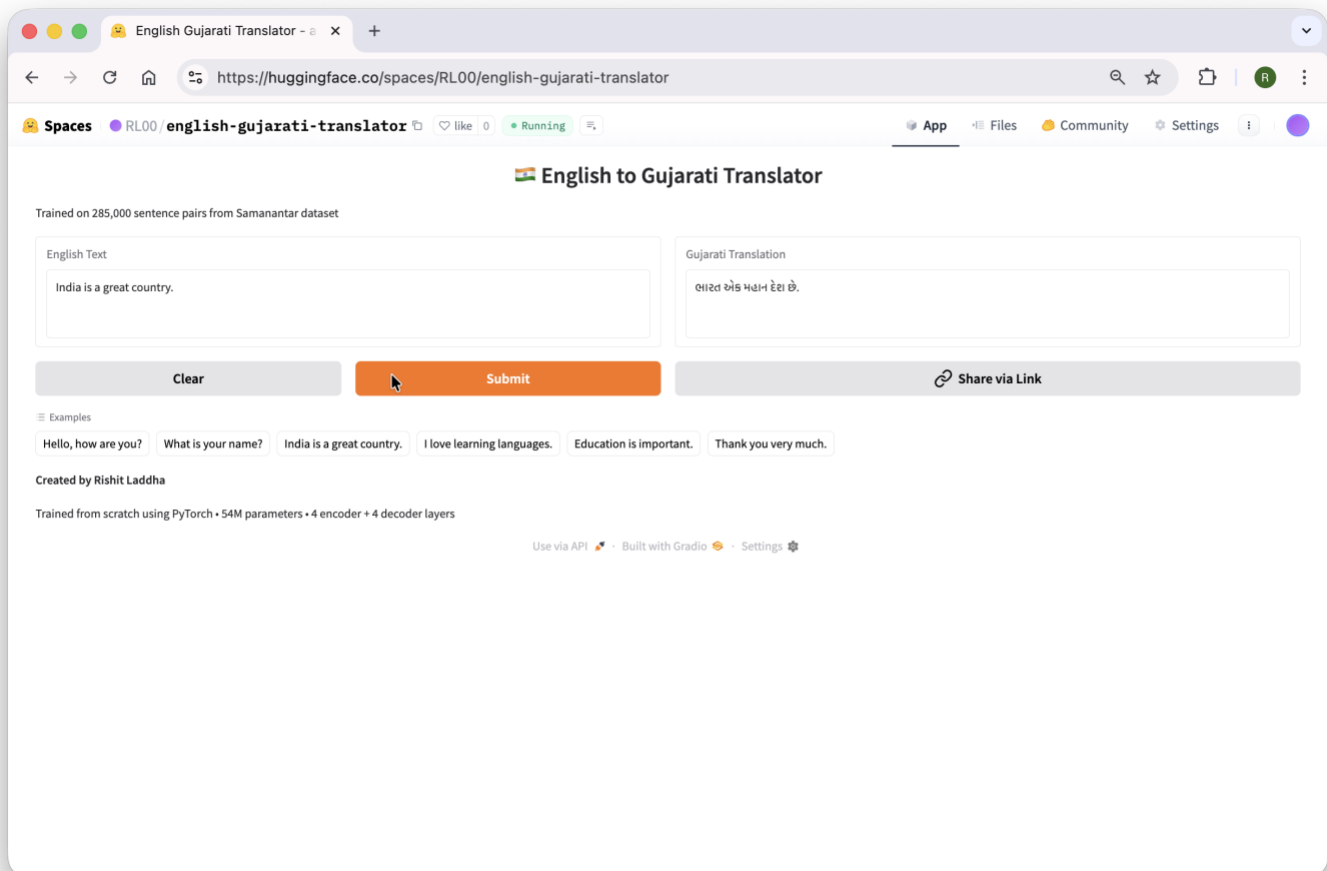 English Gujarati Translator - a
https://huggingface.co/spaces/RL00/english-gujarati-translator
R
Spaces RL00/english-gujarati-translator like 0 Running App Files Community Settings
English to Gujarati Translator
Trained on 285,000 sentence pairs from Samanantar dataset
English Text
India is a great country.
Gujarati Translation
ભારત એક મહાન દેશ છે.
Clear Submit Share via Link
Examples
Hello, how are you? What is your name? India is a great country. I love learning languages. Education is important. Thank you very much.
Created by Rishit Laddha
Trained from scratch using PyTorch • 54M parameters • 4 encoder + 4 decoder layers
Use via API · Built with Gradio · Settings